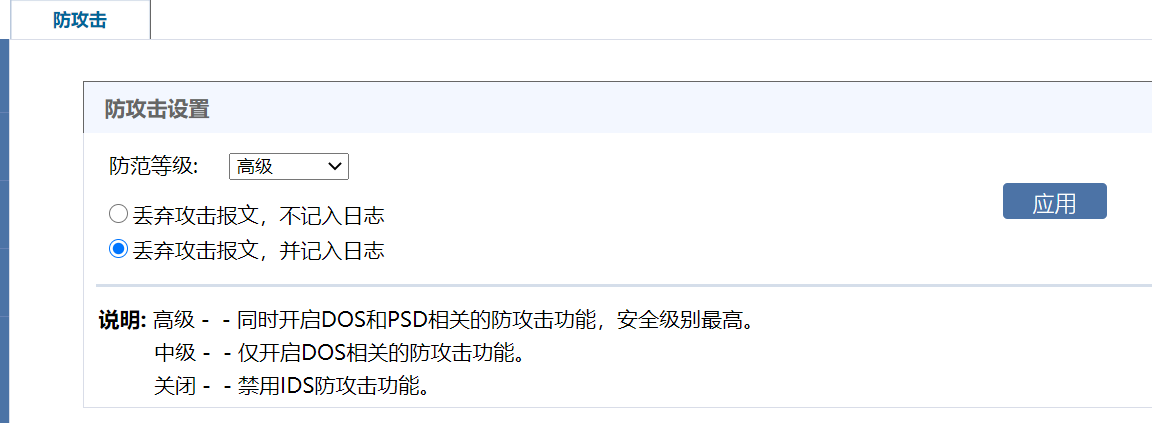 防攻击
防攻击设置
防范等级: 高级
应用
丢弃攻击报文，不记入日志
丢弃攻击报文，并记入日志
说明: 高级 - - 同时开启DOS和PSD相关的防攻击功能，安全级别最高。
中级 - - 仅开启DOS相关的防攻击功能。
关闭 - - 禁用IDS防攻击功能。